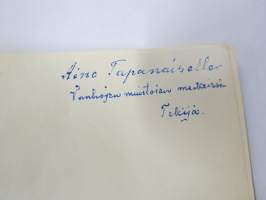 Aino Tapanaiselle
Vanhojen muistojen merkeissä
Tekijä.